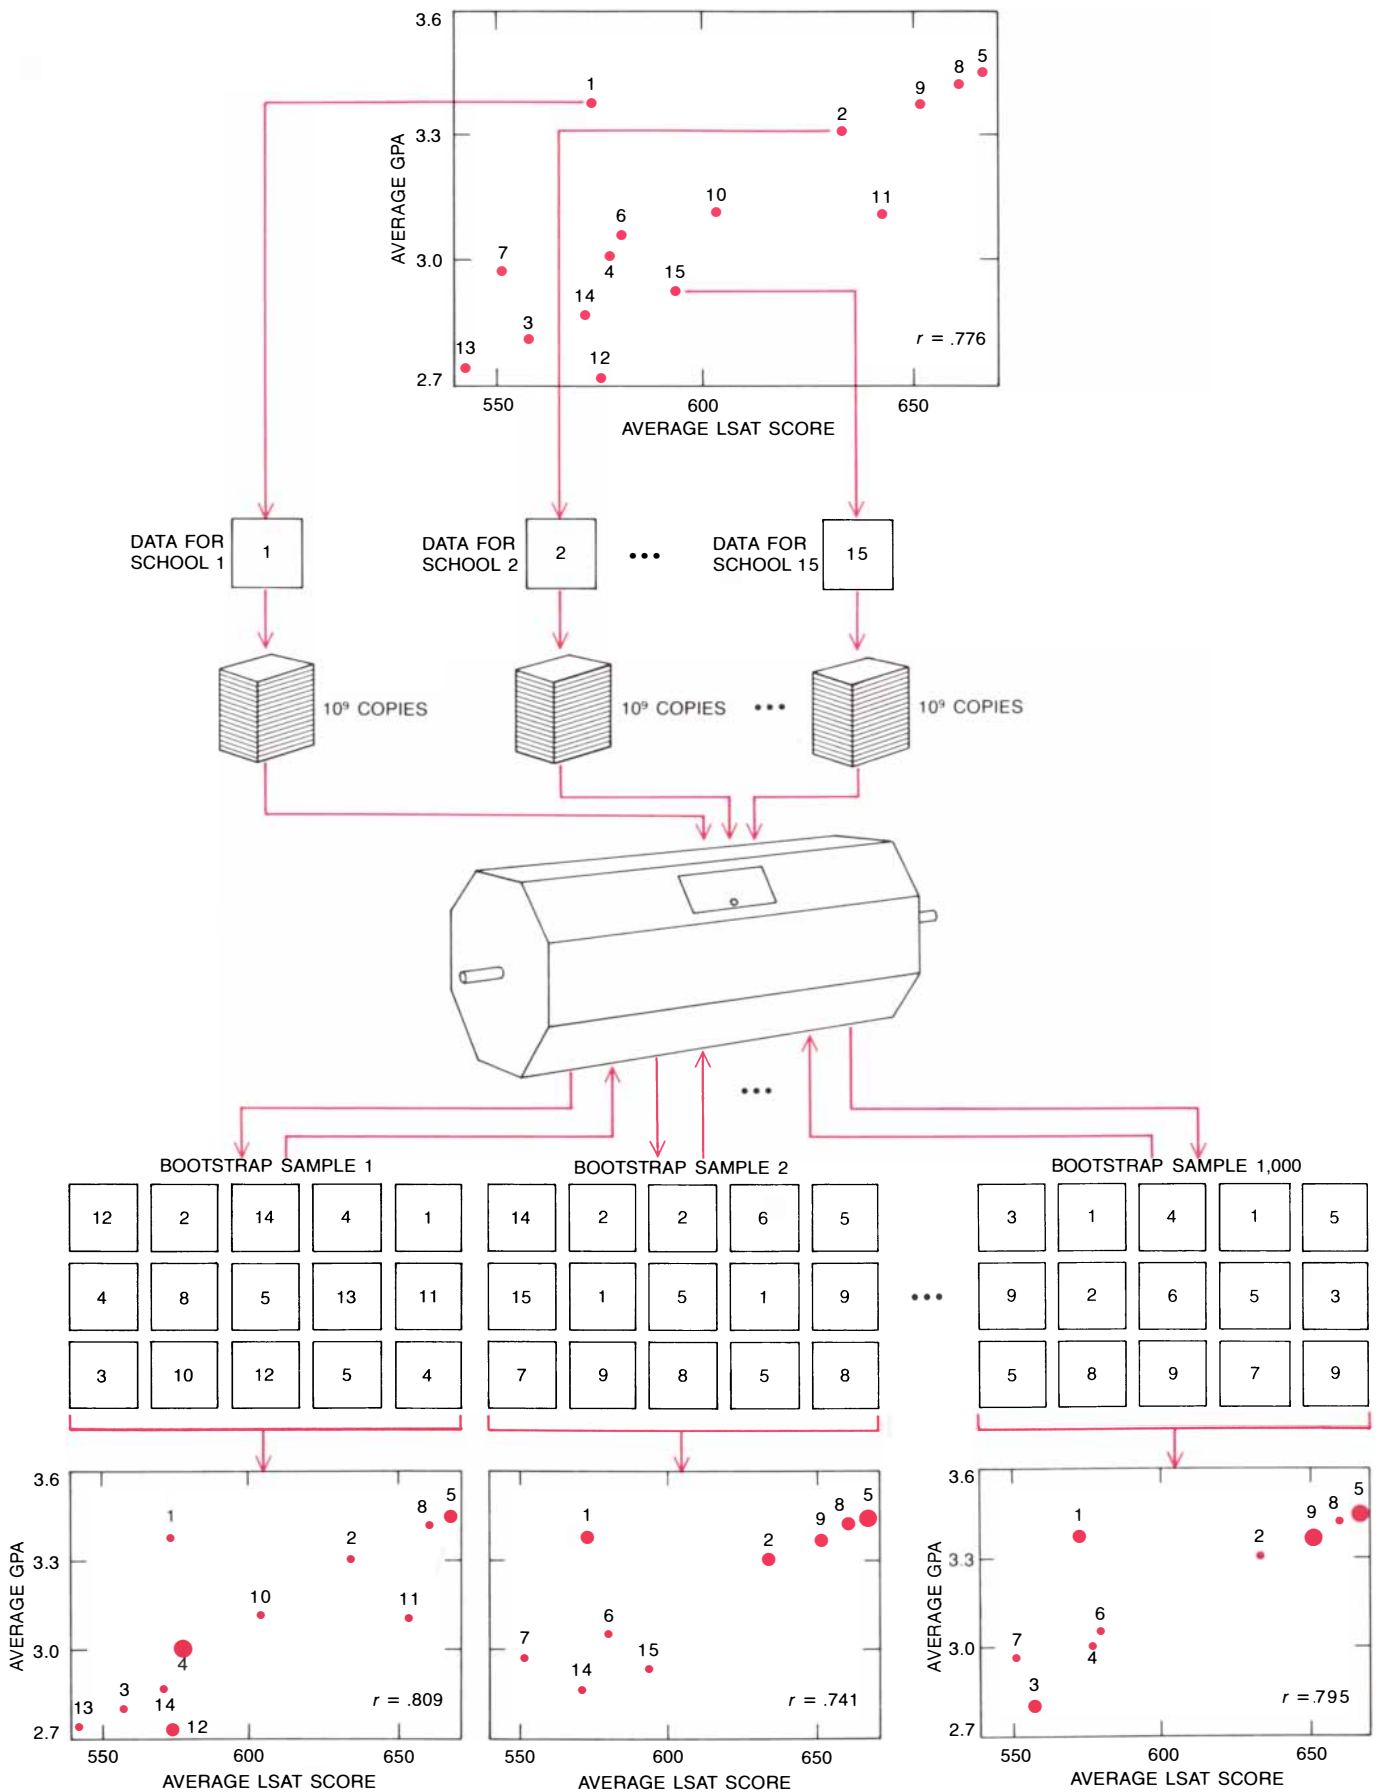 3.6
3.3
3.0
2.7
AVERAGE GPA
1
2
9
8
5
10
11
6
4
7
15
14
3
13
12
r = .776
550
600
650
AVERAGE LSAT SCORE
DATA FOR
SCHOOL 1
1
DATA FOR
SCHOOL 2
2
•••
DATA FOR
SCHOOL 15
15
10⁹ COPIES
10⁹ COPIES
•••
10⁹ COPIES
•••
BOOTSTRAP SAMPLE 1
12 2 14 4 1
4 8 5 13 11
3 10 12 5 4
BOOTSTRAP SAMPLE 2
14 2 2 6 5
15 1 5 1 9
7 9 8 5 8
•••
BOOTSTRAP SAMPLE 1,000
3 1 4 1 5
9 2 6 5 3
5 8 9 7 9
3.6
3.3
3.0
2.7
AVERAGE GPA
1
8
5
2
10
11
4
3
14
13
12
r = .809
550
600
650
AVERAGE LSAT SCORE
1
2
9
8
5
6
7
15
14
r = .741
550
600
650
AVERAGE LSAT SCORE
3.6
3.3
3.0
2.7
AVERAGE GPA
1
2
9
8
5
6
7
4
3
r = .795
550
600
650
AVERAGE LSAT SCORE